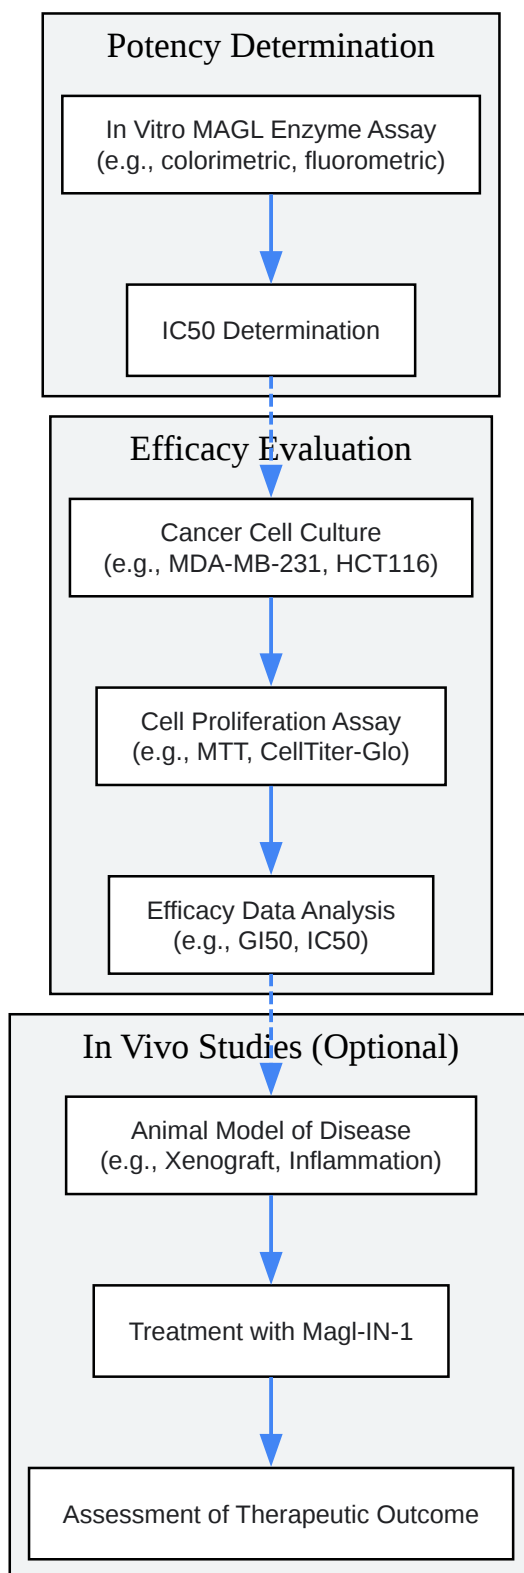 Potency Determination
In Vitro MAGL Enzyme Assay
(e.g., colorimetric, fluorometric)
IC50 Determination
Efficacy Evaluation
Cancer Cell Culture
(e.g., MDA-MB-231, HCT116)
Cell Proliferation Assay
(e.g., MTT, CellTiter-Glo)
Efficacy Data Analysis
(e.g., GI50, IC50)
In Vivo Studies (Optional)
Animal Model of Disease
(e.g., Xenograft, Inflammation)
Treatment with Magl-IN-1
Assessment of Therapeutic Outcome